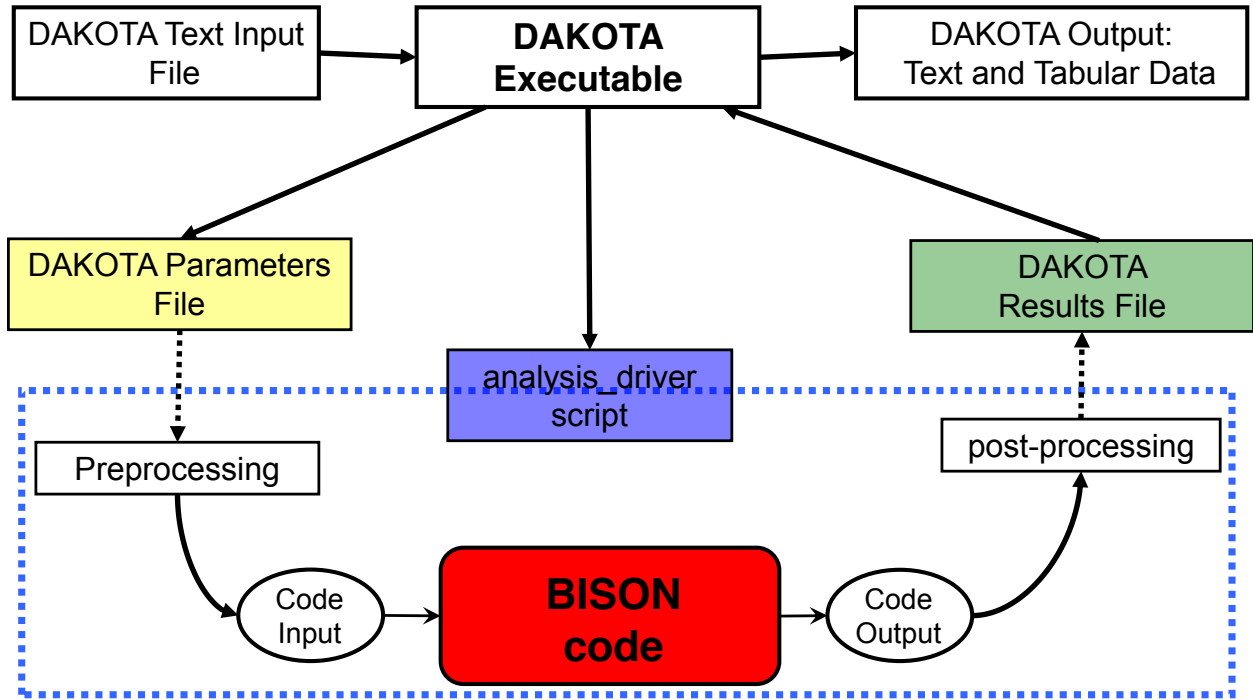 DAKOTA Text Input
File
DAKOTA
Executable
DAKOTA Output:
Text and Tabular Data
DAKOTA Parameters
File
DAKOTA
Results File
analysis_driver
script
Preprocessing
post-processing
Code
Input
BISON
code
Code
Output